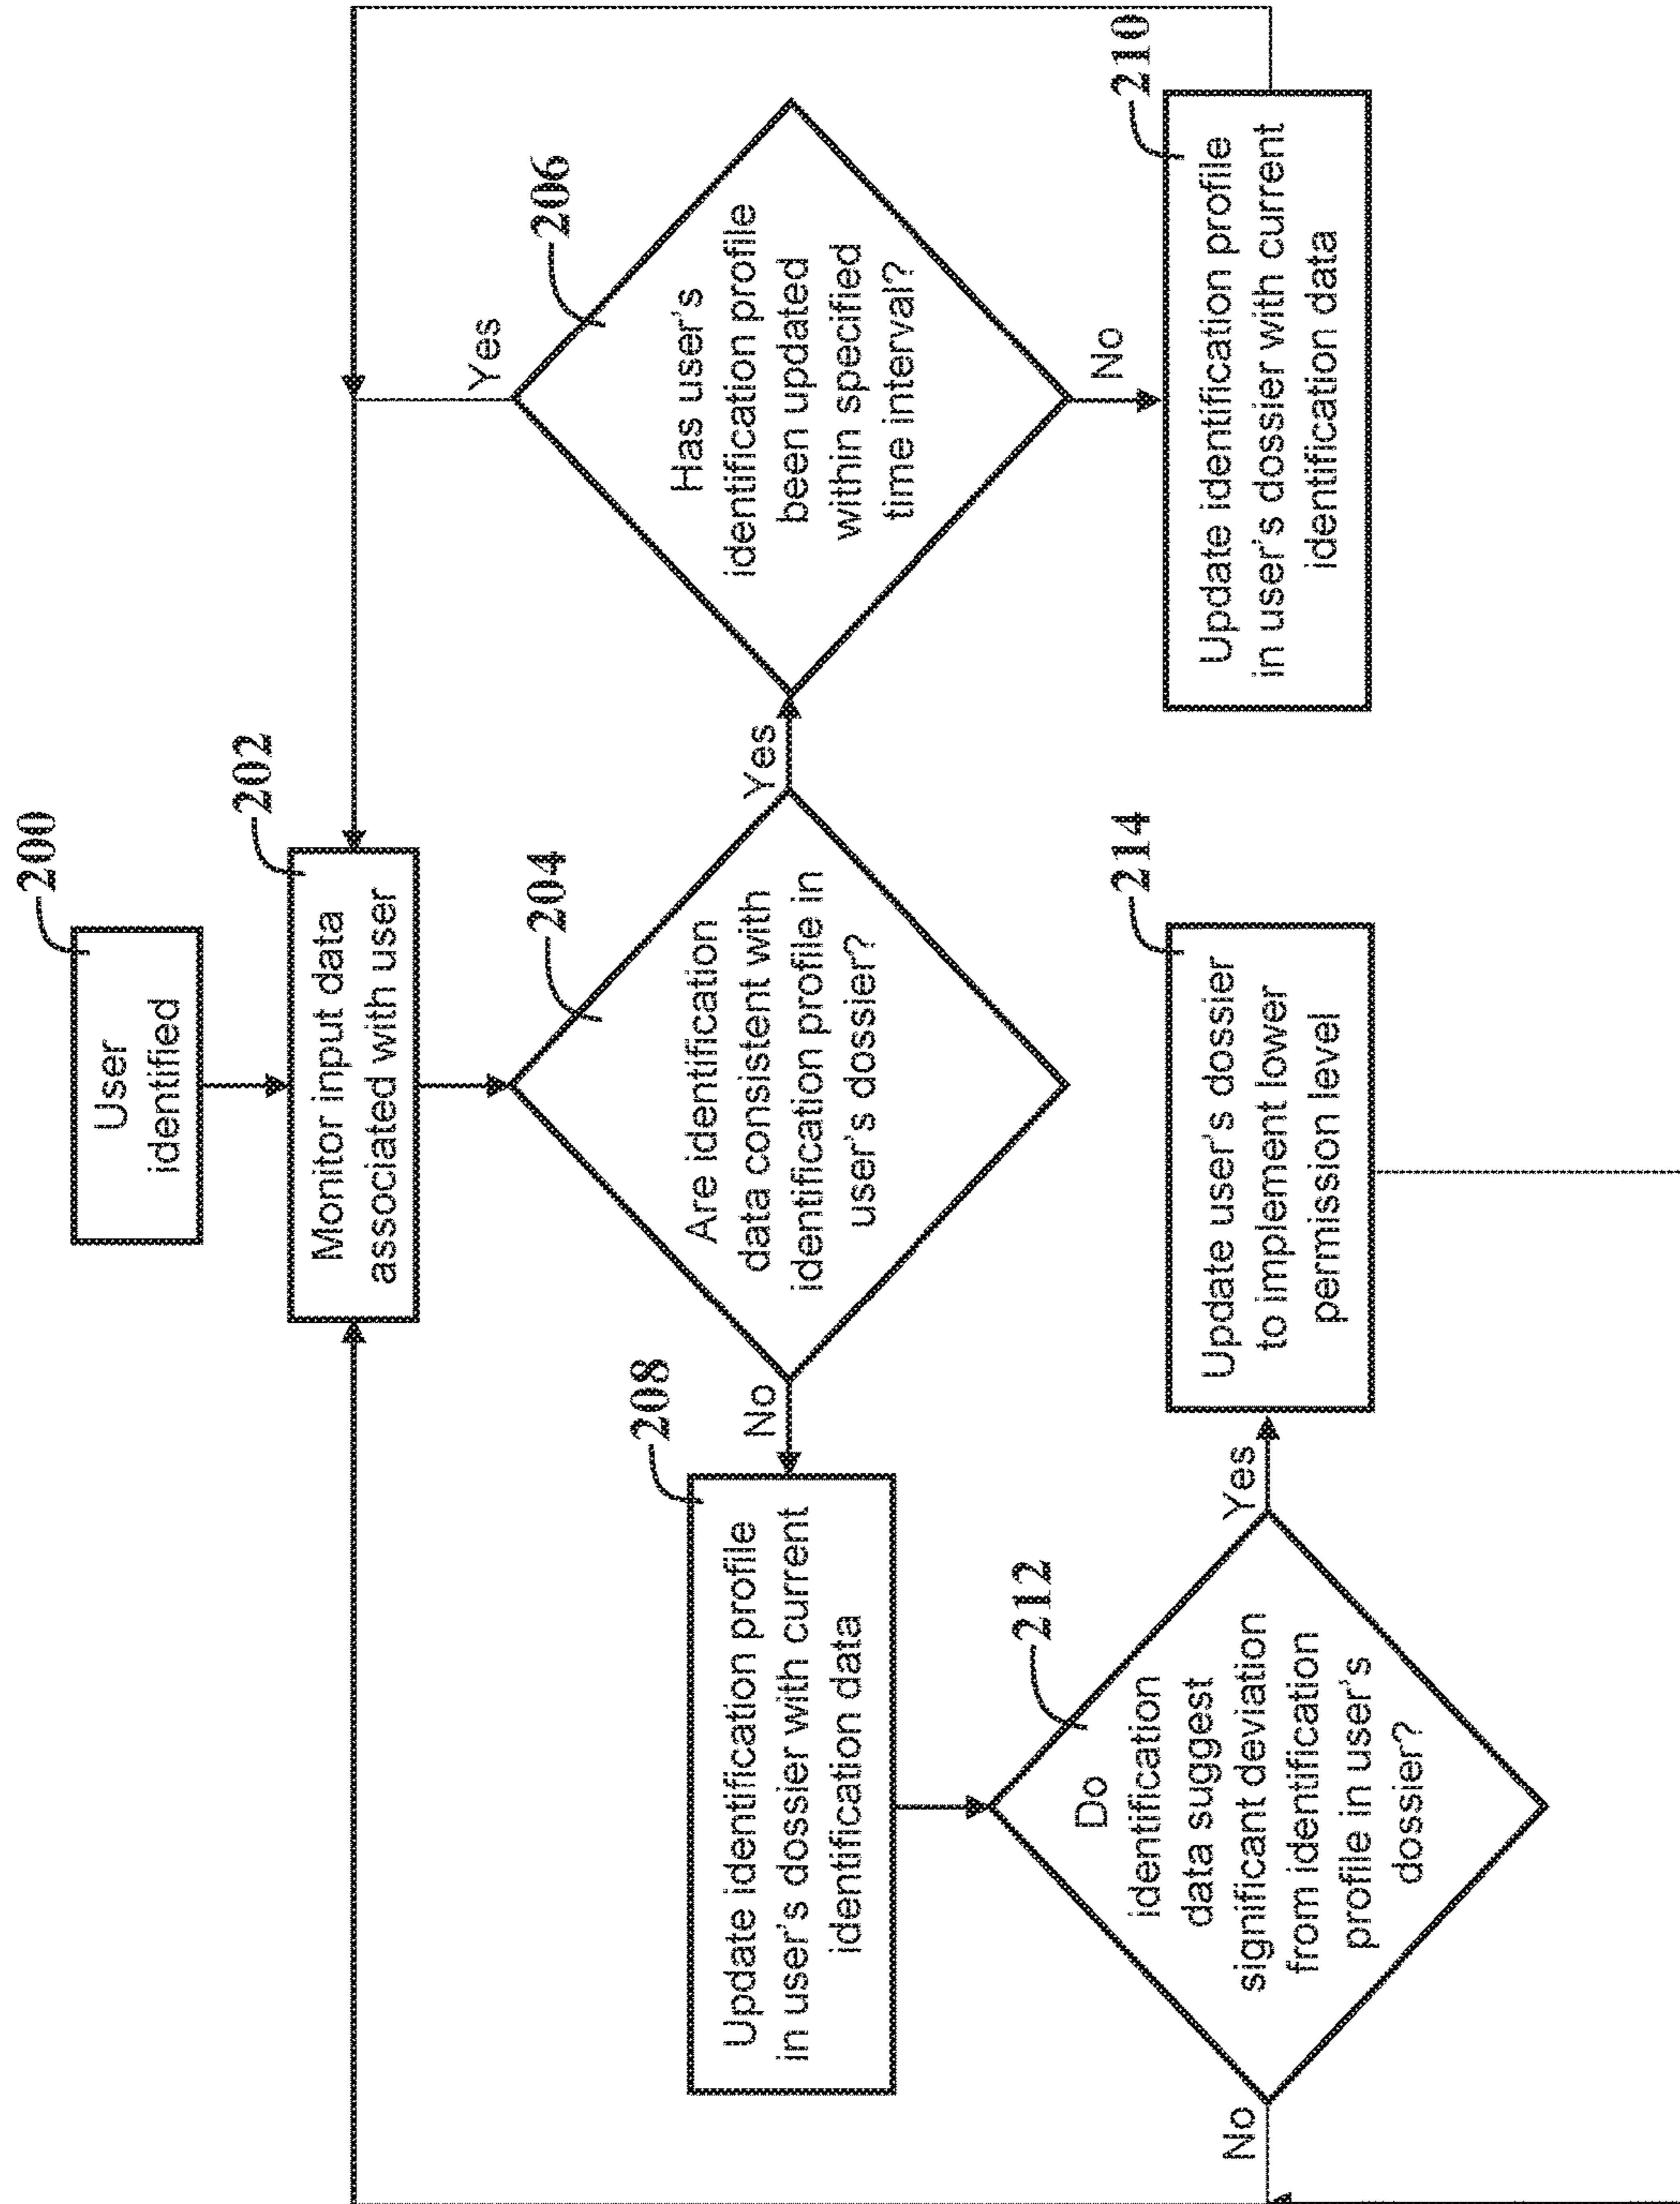 200
User
identified
202
Monitor input data
associated with user
204
Are identification
data consistent with
identification profile in
user's dossier?
Yes
206
Has user's
identification profile
been updated
within specified
time interval?
Yes
No
210
Update identification profile
in user's dossier with current
identification data
No
208
Update identification profile
in user's dossier with current
identification data
212
Do
identification
data suggest
significant deviation
from identification
profile in user's
dossier?
No
Yes
214
Update user's dossier
to implement lower
permission level